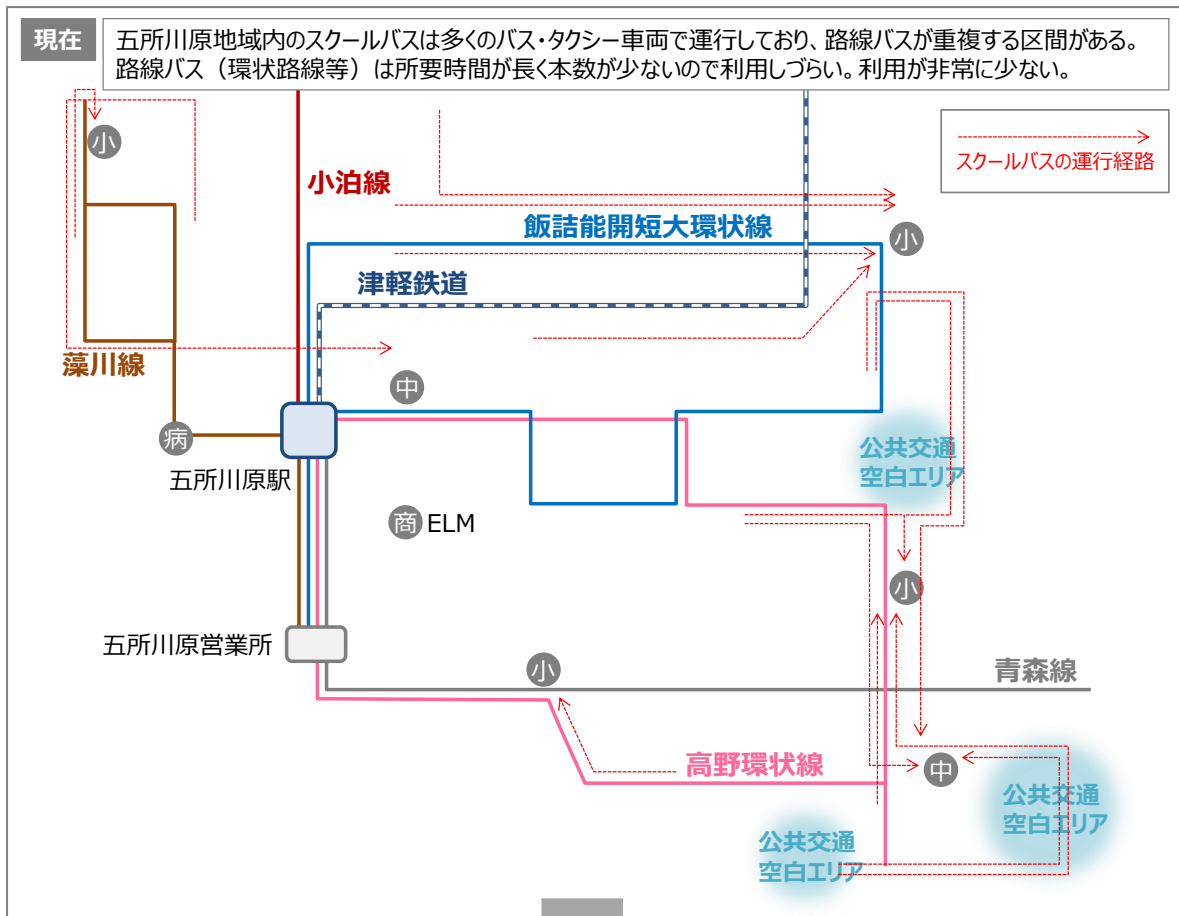 現在
五所川原地域内のスクールバスは多くのバス・タクシー車両で運行しており、路線バスが重複する区間がある。
路線バス（環状路線等）は所要時間が長く本数が少ないので利用しづらい。利用が非常に少ない。
小
スクールバスの運行経路
小泊線
飯詰能開短大環状線
小
津軽鉄道
藻川線
中
病
公共交通
空白エリア
五所川原駅
商 ELM
小
五所川原営業所
小
青森線
高野環状線
中
公共交通
空白エリア
公共交通
空白エリア